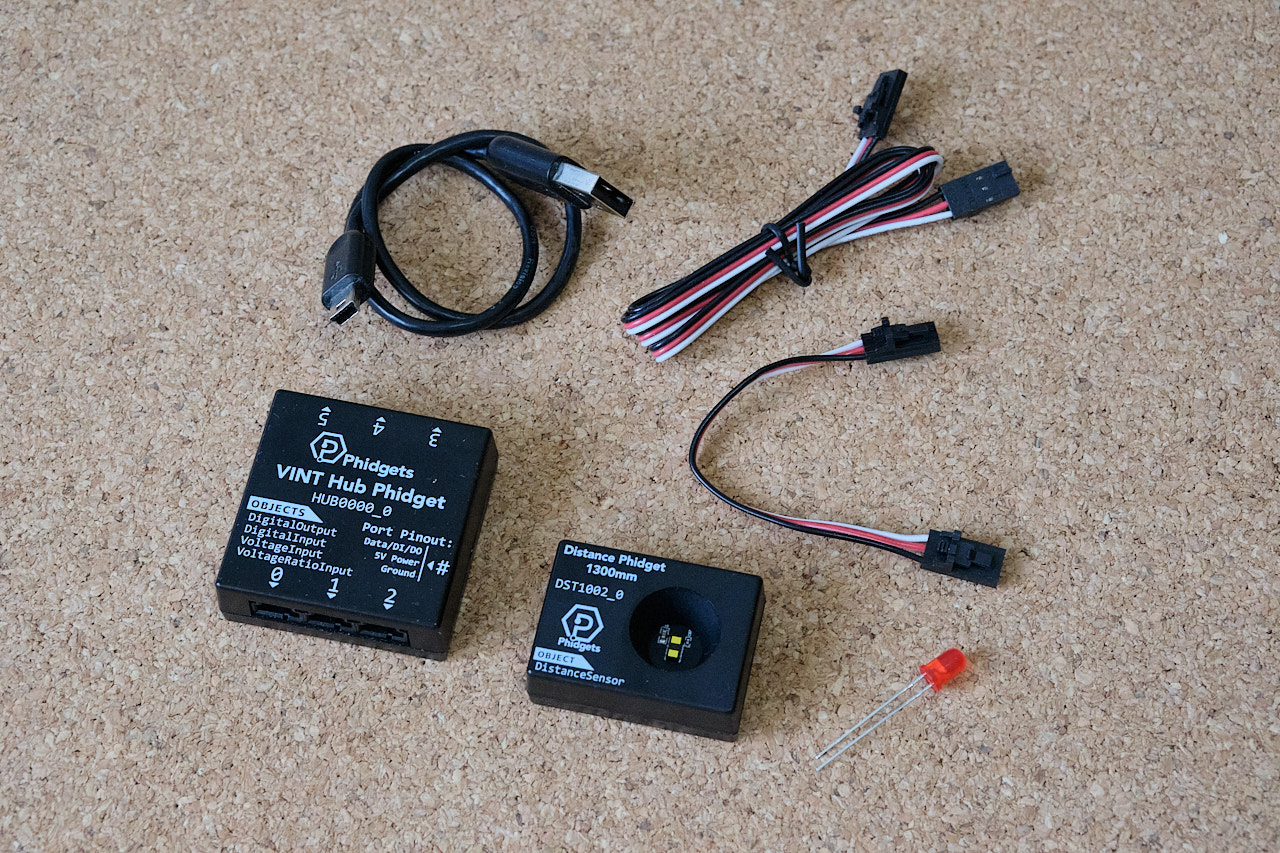 5
4
3
Phidgets
VINT Hub Phidget
HUB0000_0
OBJECTS
DigitalOutput
DigitalInput
VoltageInput
VoltageRatioInput
Port Pinout:
Data/DI/DO
5V Power
Ground
#
0
1
2
Distance Phidget
1300mm
DST1002_0
Phidgets
OBJECT
DistanceSensor